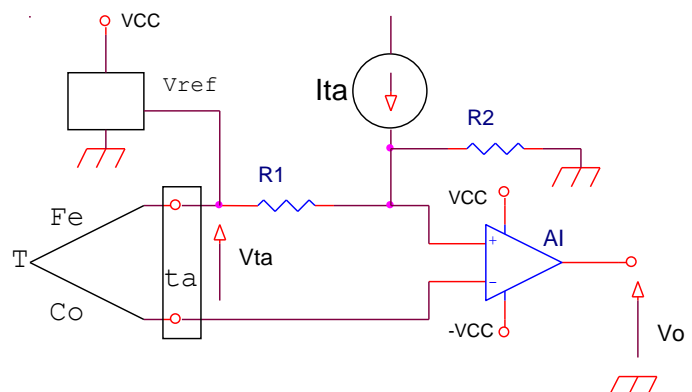 VCC
Vref
Ita
R2
R1
Fe
VCC
AI
T
ta
Vta
+
−
Co
-VCC
Vo